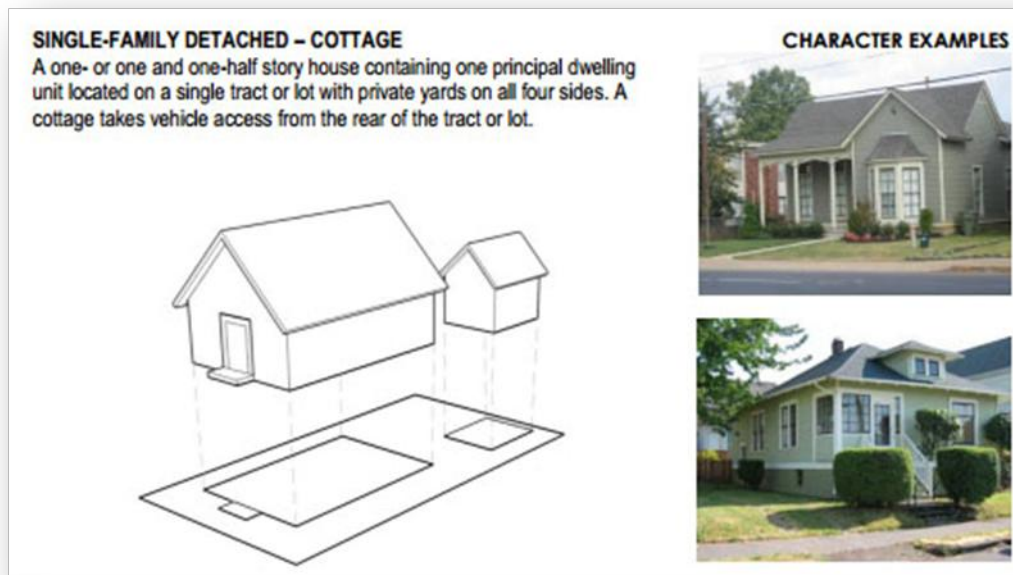 SINGLE-FAMILY DETACHED – COTTAGE
A one- or one and one-half story house containing one principal dwelling
unit located on a single tract or lot with private yards on all four sides. A
cottage takes vehicle access from the rear of the tract or lot.
CHARACTER EXAMPLES